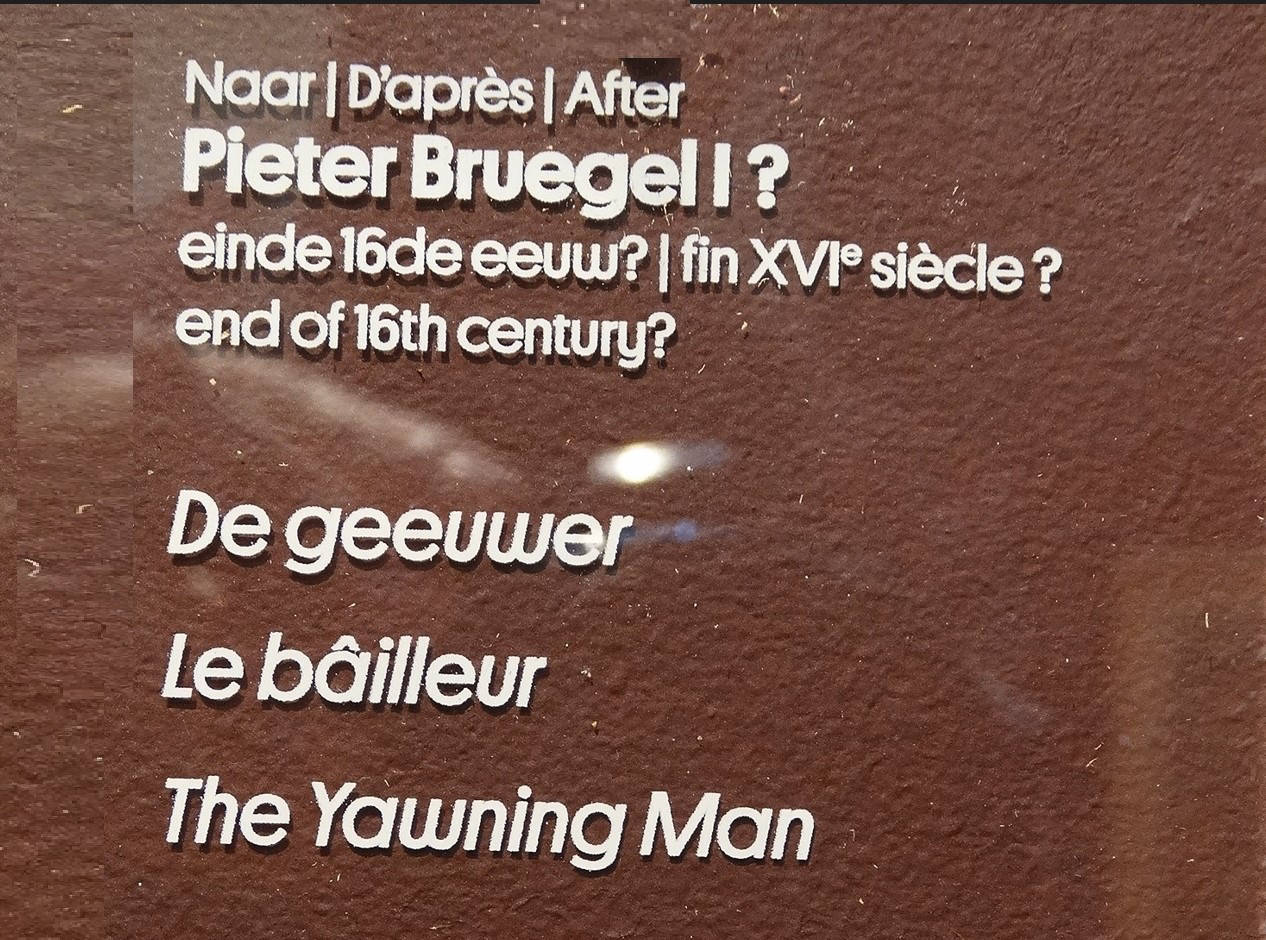 Naar | D'après | After
Pieter Bruegel I ?
einde 16de eeuw? | fin XVIe siècle ?
end of 16th century?
De geeuwer
Le bâilleur
The Yawning Man